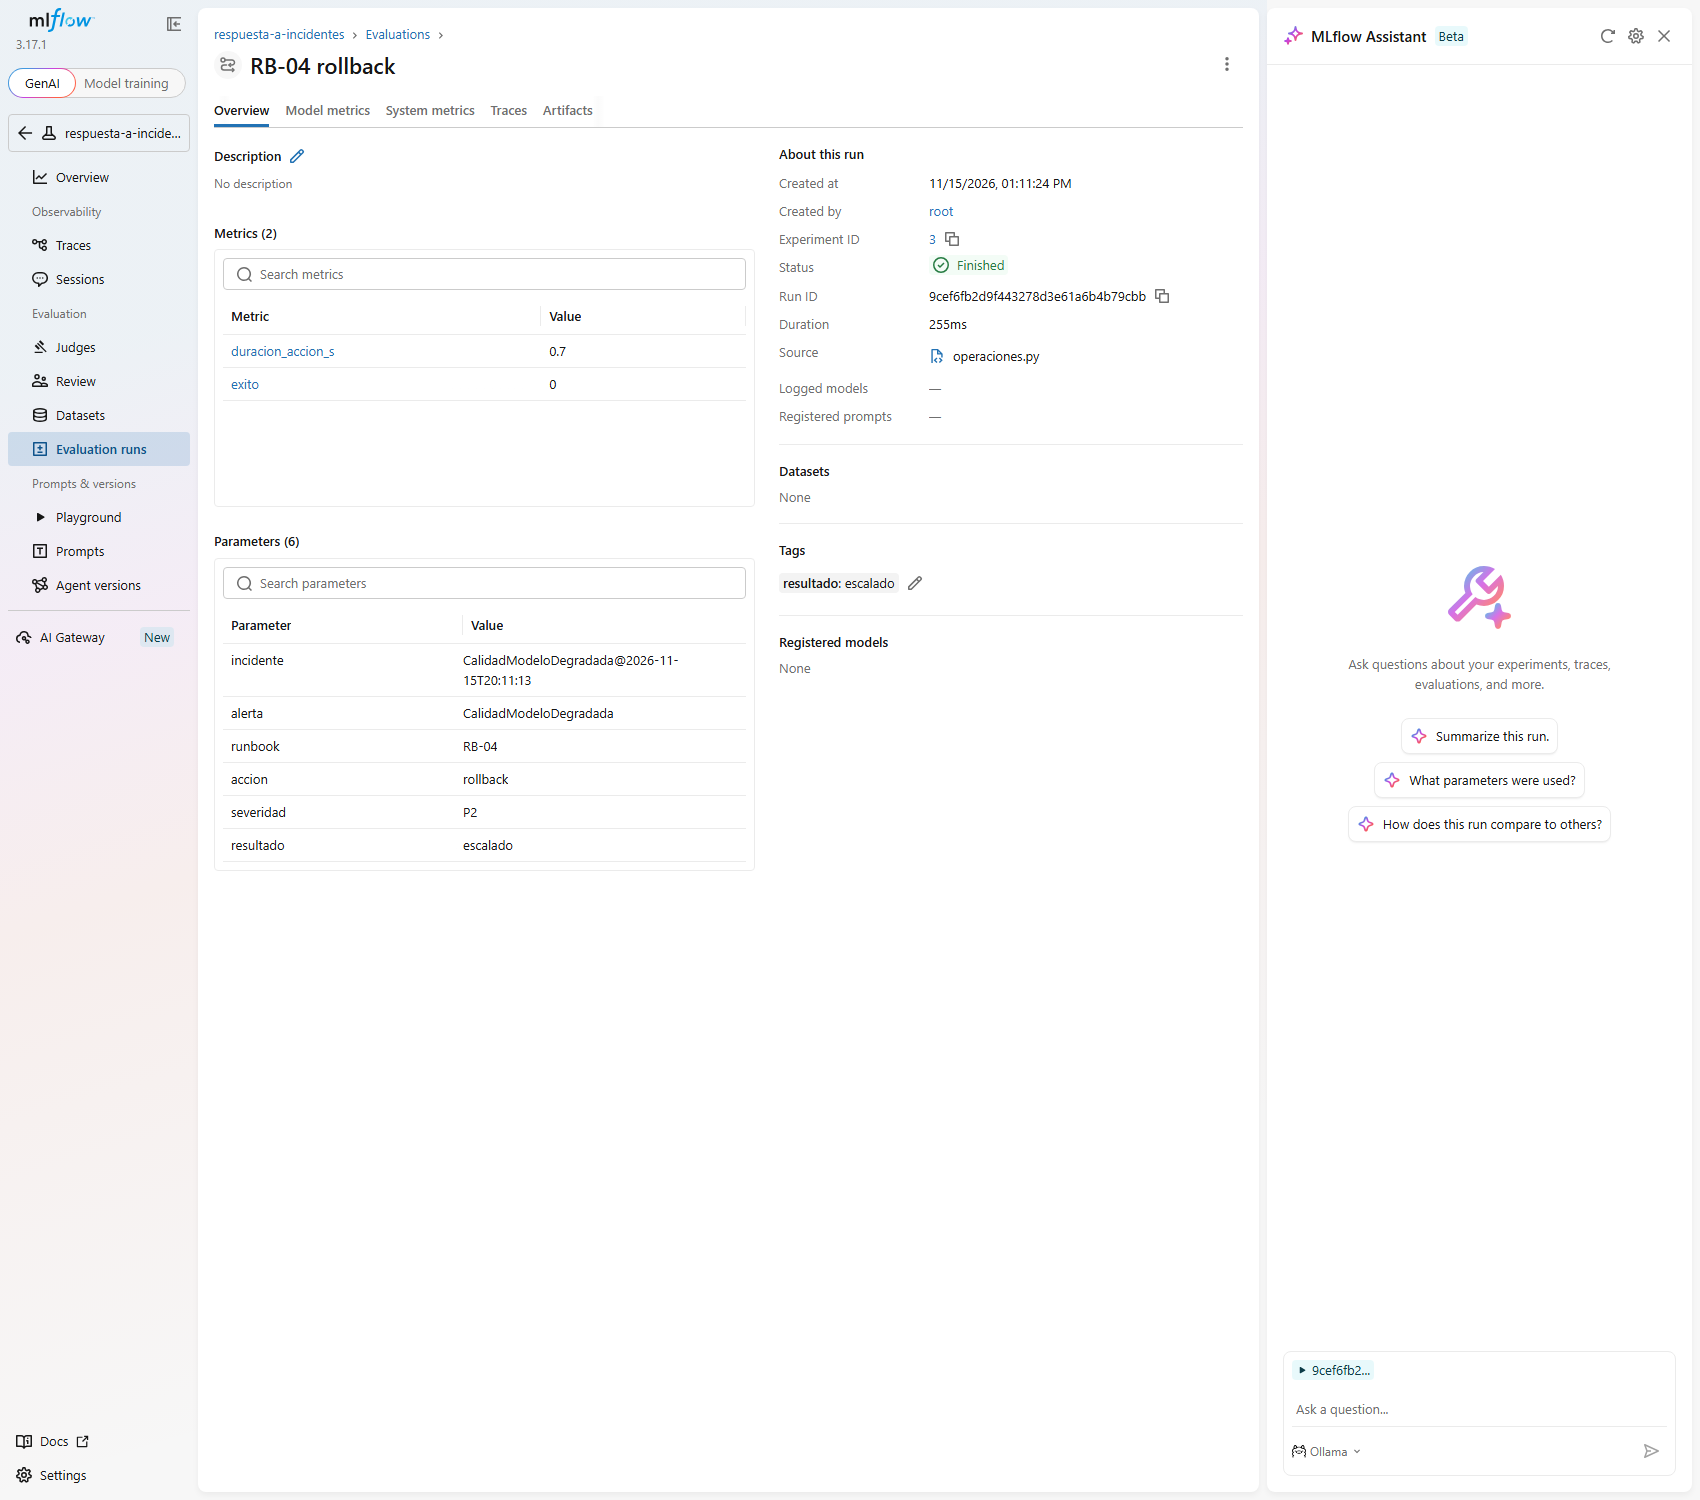 mlflow
3.17.1
GenAI
Model training
respuesta-a-incide...
Overview
Observability
Traces
Sessions
Evaluation
Judges
Review
Datasets
Evaluation runs
Prompts & versions
Playground
Prompts
Agent versions
AI Gateway
New
Docs
Settings
respuesta-a-incidentes > Evaluations >
RB-04 rollback
Overview
Model metrics
System metrics
Traces
Artifacts
Description
No description
Metrics (2)
Search metrics
Metric
Value
duracion_accion_s
0.7
exito
0
Parameters (6)
Search parameters
Parameter
Value
incidente
CalidadModeloDegradada@2026-11-
15T20:11:13
alerta
CalidadModeloDegradada
runbook
RB-04
accion
rollback
severidad
P2
resultado
escalado
About this run
Created at
11/15/2026, 01:11:24 PM
Created by
root
Experiment ID
3
Status
Finished
Run ID
9cef6fb2d9f443278d3e61a6b4b79cbb
Duration
255ms
Source
operaciones.py
Logged models
—
Registered prompts
—
Datasets
None
Tags
resultado: escalado
Registered models
None
MLflow Assistant
Beta
Ask questions about your experiments, traces,
evaluations, and more.
Summarize this run.
What parameters were used?
How does this run compare to others?
9cef6fb2...
Ask a question...
Ollama